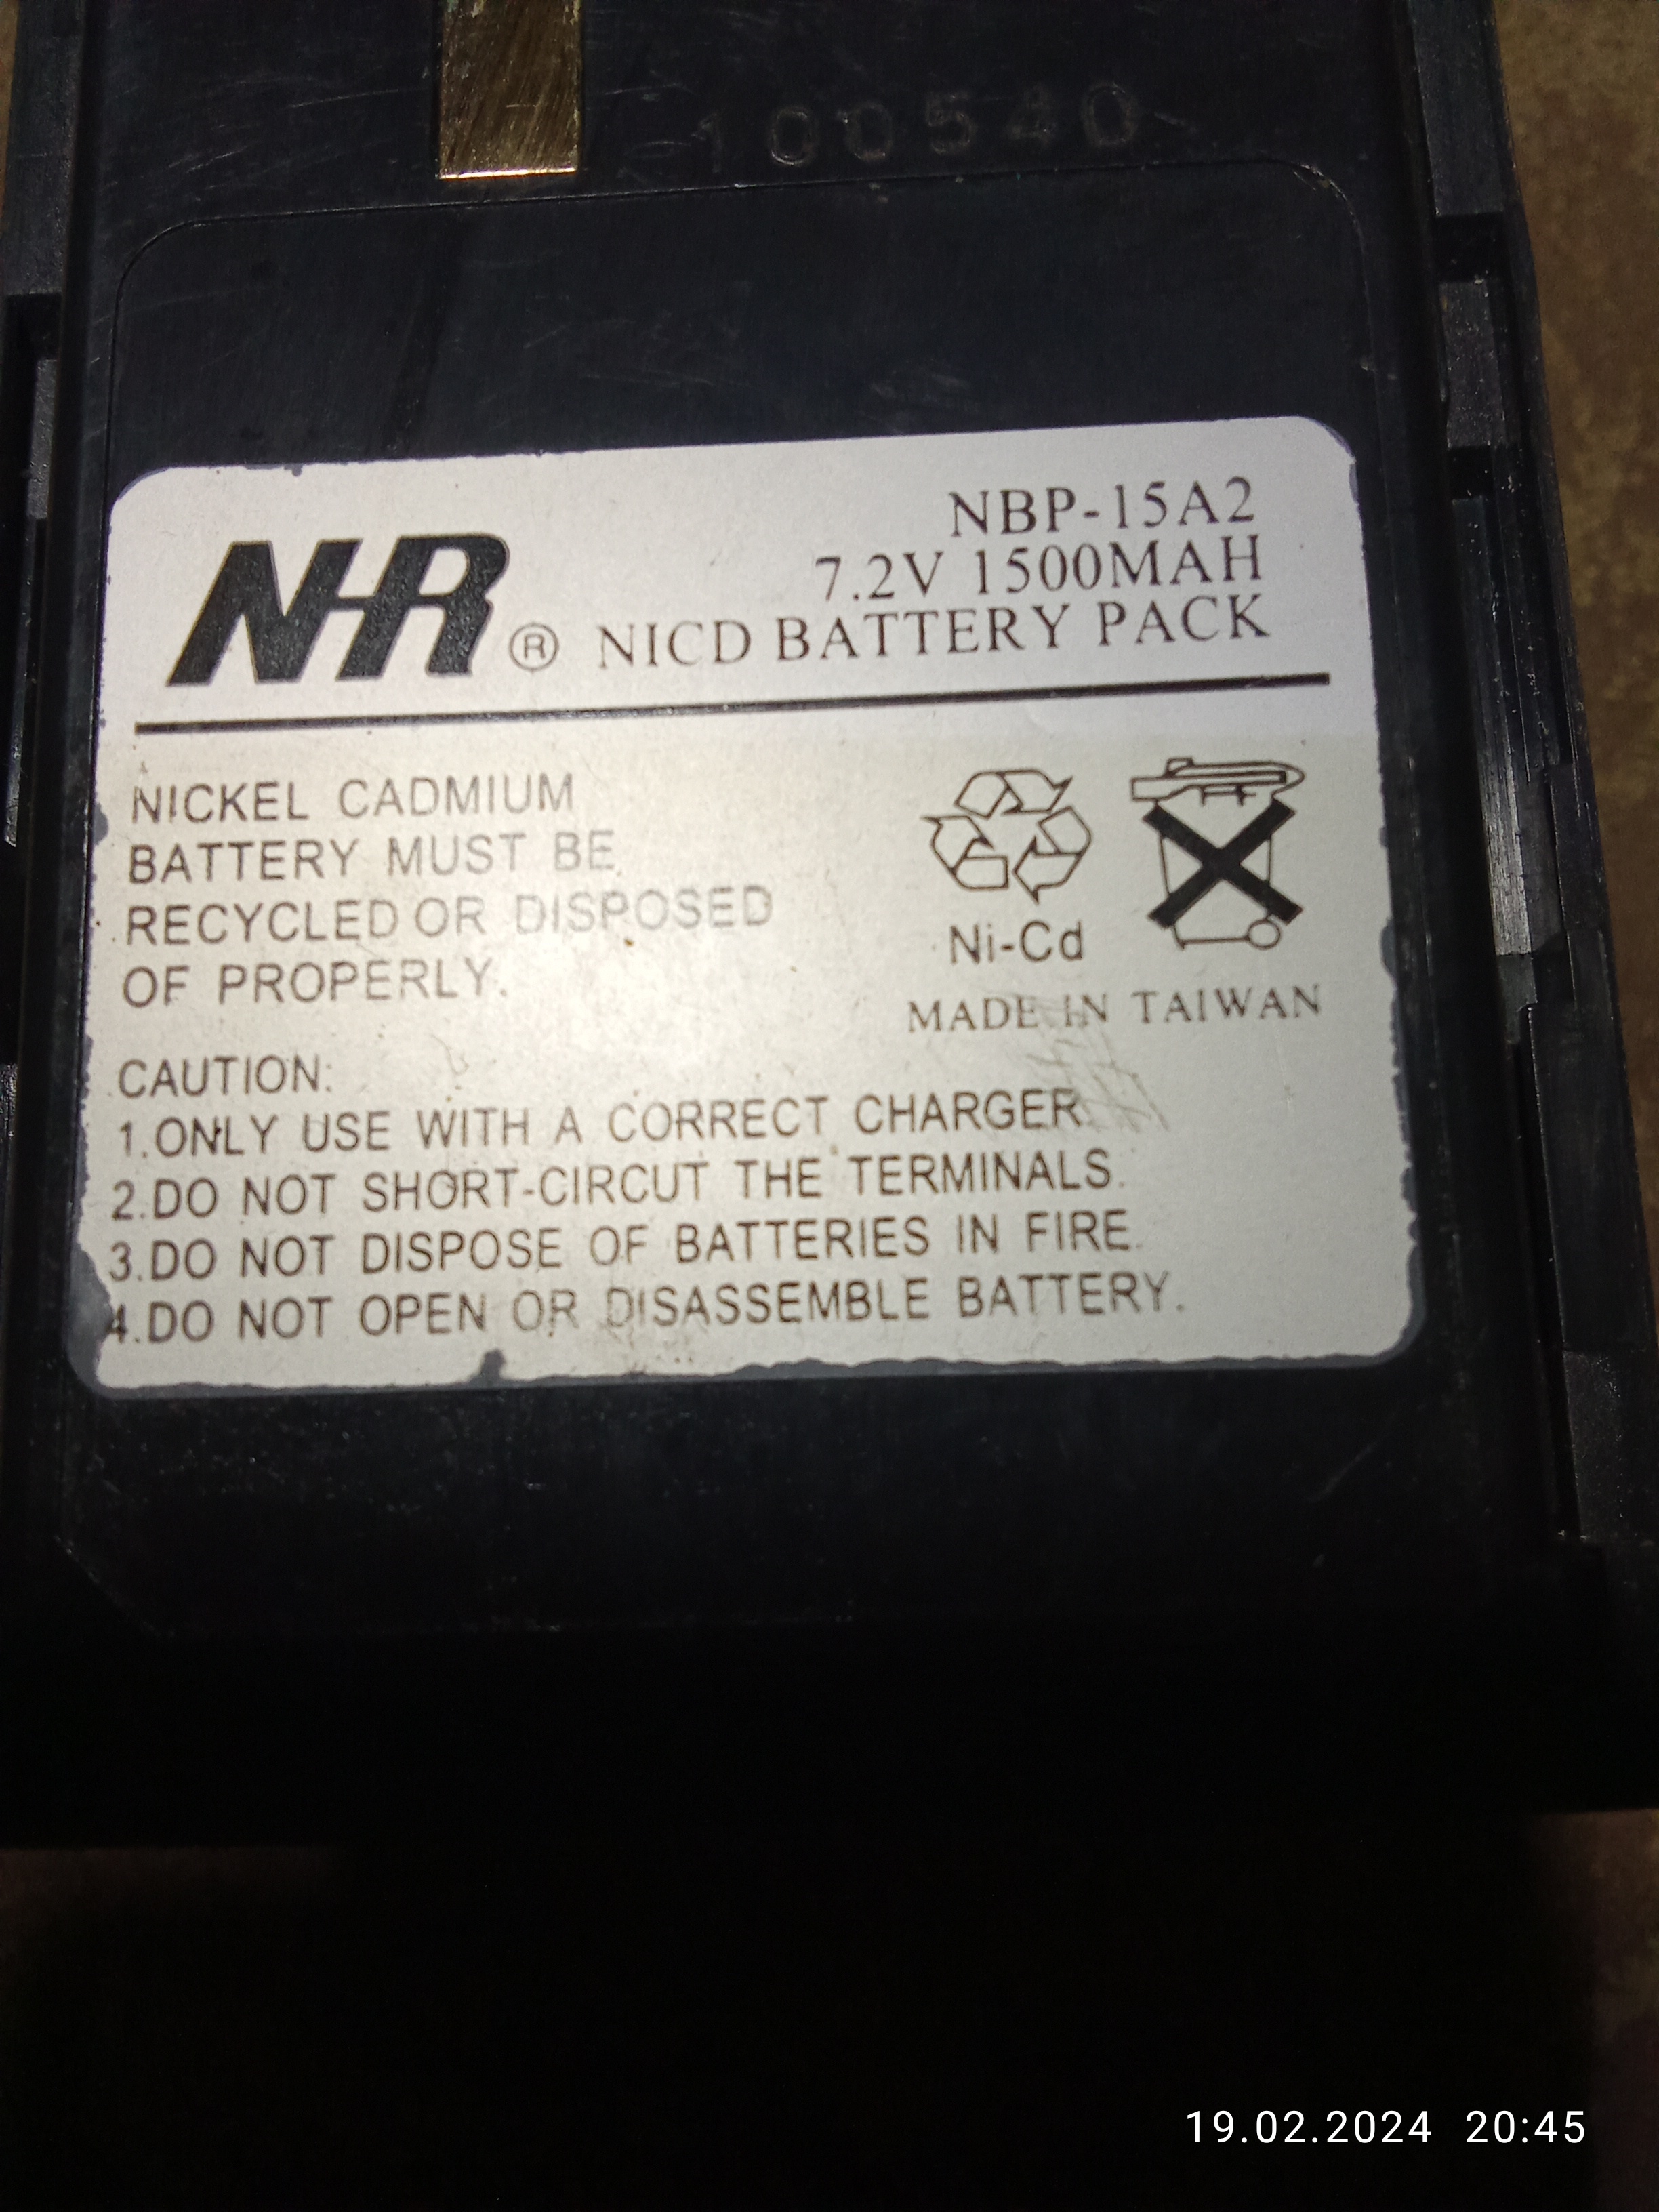 100540
NHR ®
NBP-15A2
7.2V 1500MAH
NICD BATTERY PACK
NICKEL CADMIUM
BATTERY MUST BE
RECYCLED OR DISPOSED
OF PROPERLY.
Ni-Cd
MADE IN TAIWAN
CAUTION:
1.ONLY USE WITH A CORRECT CHARGER.
2.DO NOT SHORT-CIRCUT THE TERMINALS.
3.DO NOT DISPOSE OF BATTERIES IN FIRE.
4.DO NOT OPEN OR DISASSEMBLE BATTERY.
19.02.2024 20:45